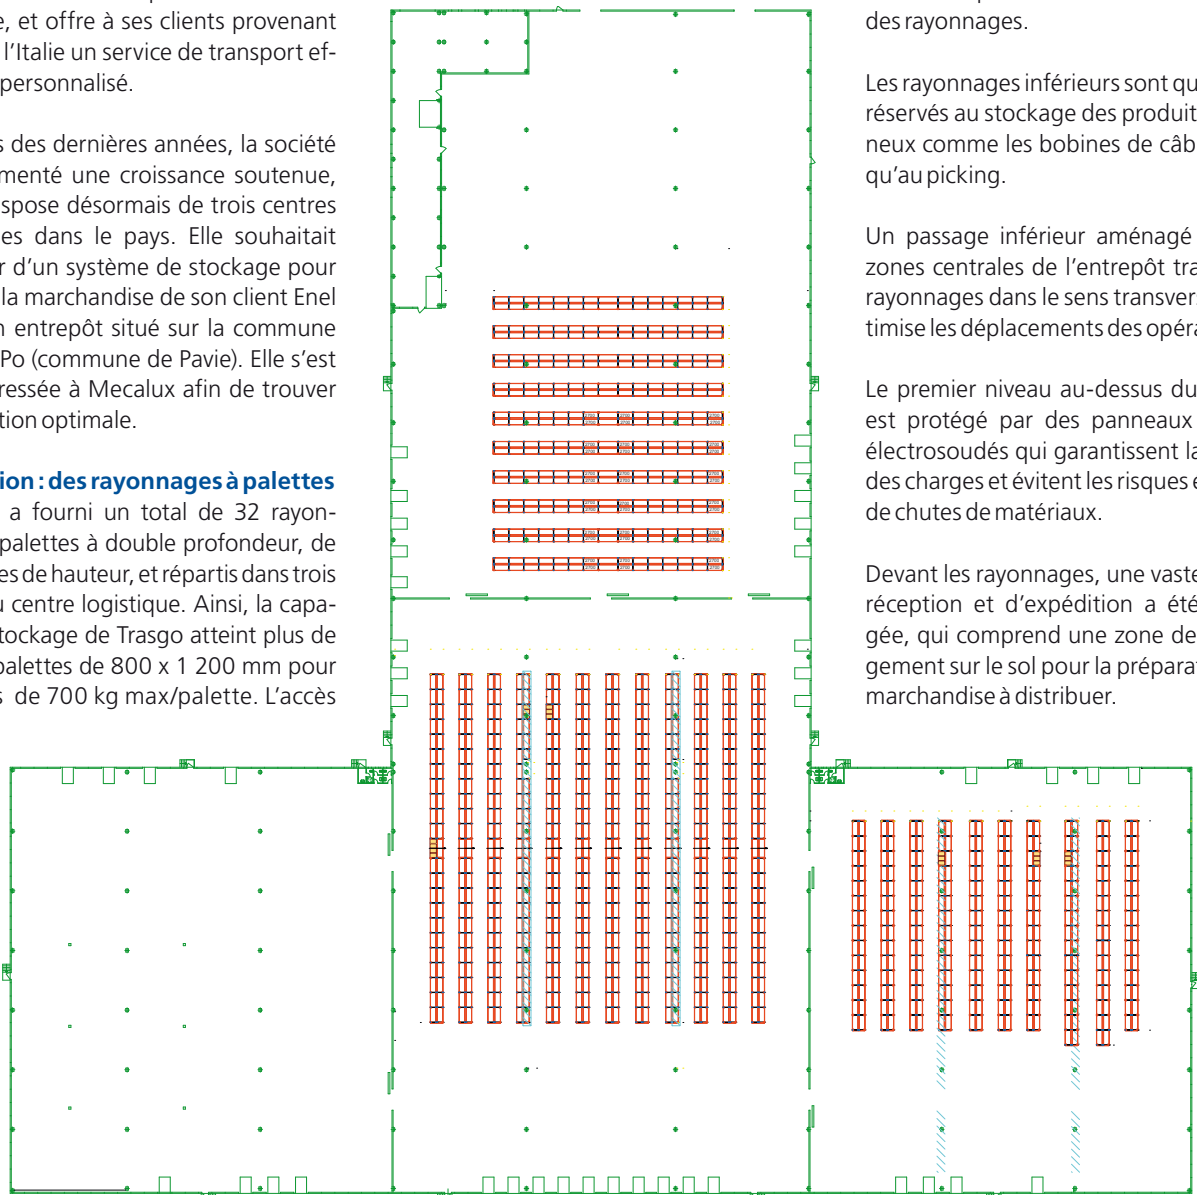 e, et offre à ses clients provenant
l’Italie un service de transport ef-
personnalisé.
s des dernières années, la société
menté une croissance soutenue,
spose désormais de trois centres
es dans le pays. Elle souhaitait
r d’un système de stockage pour
la marchandise de son client Enel
n entrepôt situé sur la commune
Po (commune de Pavie). Elle s’est
ressée à Mecalux afin de trouver
tion optimale.
ion : des rayonnages à palettes
a fourni un total de 32 rayon-
palettes à double profondeur, de
es de hauteur, et répartis dans trois
u centre logistique. Ainsi, la capa-
tockage de Trasgo atteint plus de
palettes de 800 x 1 200 mm pour
s de 700 kg max/palette. L’accès
des rayonnages.
Les rayonnages inférieurs sont qu
réservés au stockage des produit
neux comme les bobines de câb
qu’au picking.
Un passage inférieur aménagé
zones centrales de l’entrepôt tra
rayonnages dans le sens transvers
timise les déplacements des opéra
Le premier niveau au-dessus du
est protégé par des panneaux
électrosoudés qui garantissent la
des charges et évitent les risques e
de chutes de matériaux.
Devant les rayonnages, une vaste
réception et d’expédition a été
gée, qui comprend une zone de
gement sur le sol pour la préparat
marchandise à distribuer.